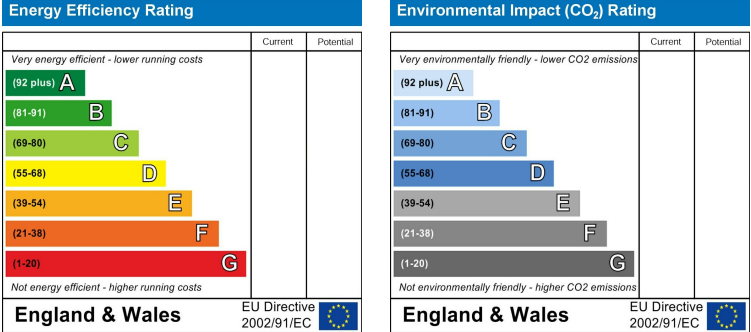 Energy Efficiency Rating
Current Potential
Very energy efficient - lower running costs
(92 plus) A
(81-91) B
(69-80) C
(55-68) D
(39-54) E
(21-38) F
(1-20) G
Not energy efficient - higher running costs
England & Wales
EU Directive
2002/91/EC
Environmental Impact (CO₂) Rating
Current Potential
Very environmentally friendly - lower CO2 emissions
(92 plus) A
(81-91) B
(69-80) C
(55-68) D
(39-54) E
(21-38) F
(1-20) G
Not environmentally friendly - higher CO2 emissions
England & Wales
EU Directive
2002/91/EC